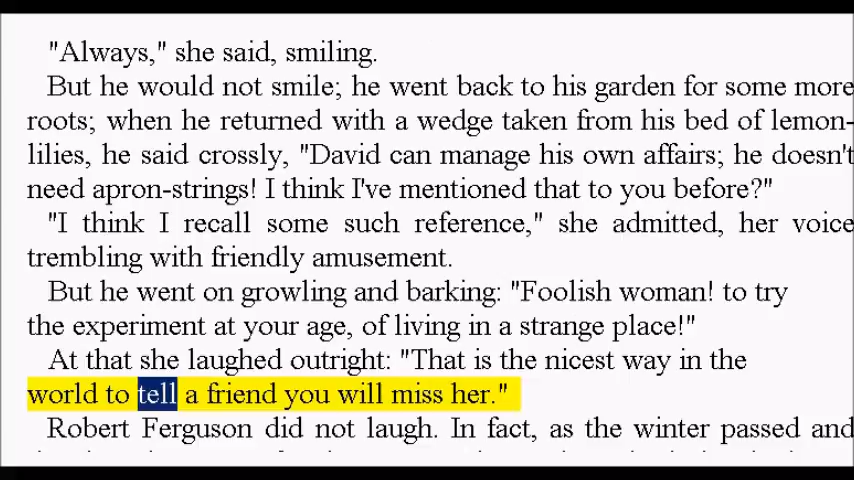 "Always," she said, smiling.
But he would not smile; he went back to his garden for some more
roots; when he returned with a wedge taken from his bed of lemon-
lilies, he said crossly, "David can manage his own affairs; he doesn't
need apron-strings! I think I've mentioned that to you before?"
"I think I recall some such reference," she admitted, her voice
trembling with friendly amusement.
But he went on growling and barking: "Foolish woman! to try
the experiment at your age, of living in a strange place!"
At that she laughed outright: "That is the nicest way in the
world to tell a friend you will miss her."
Robert Ferguson did not laugh. In fact, as the winter passed and